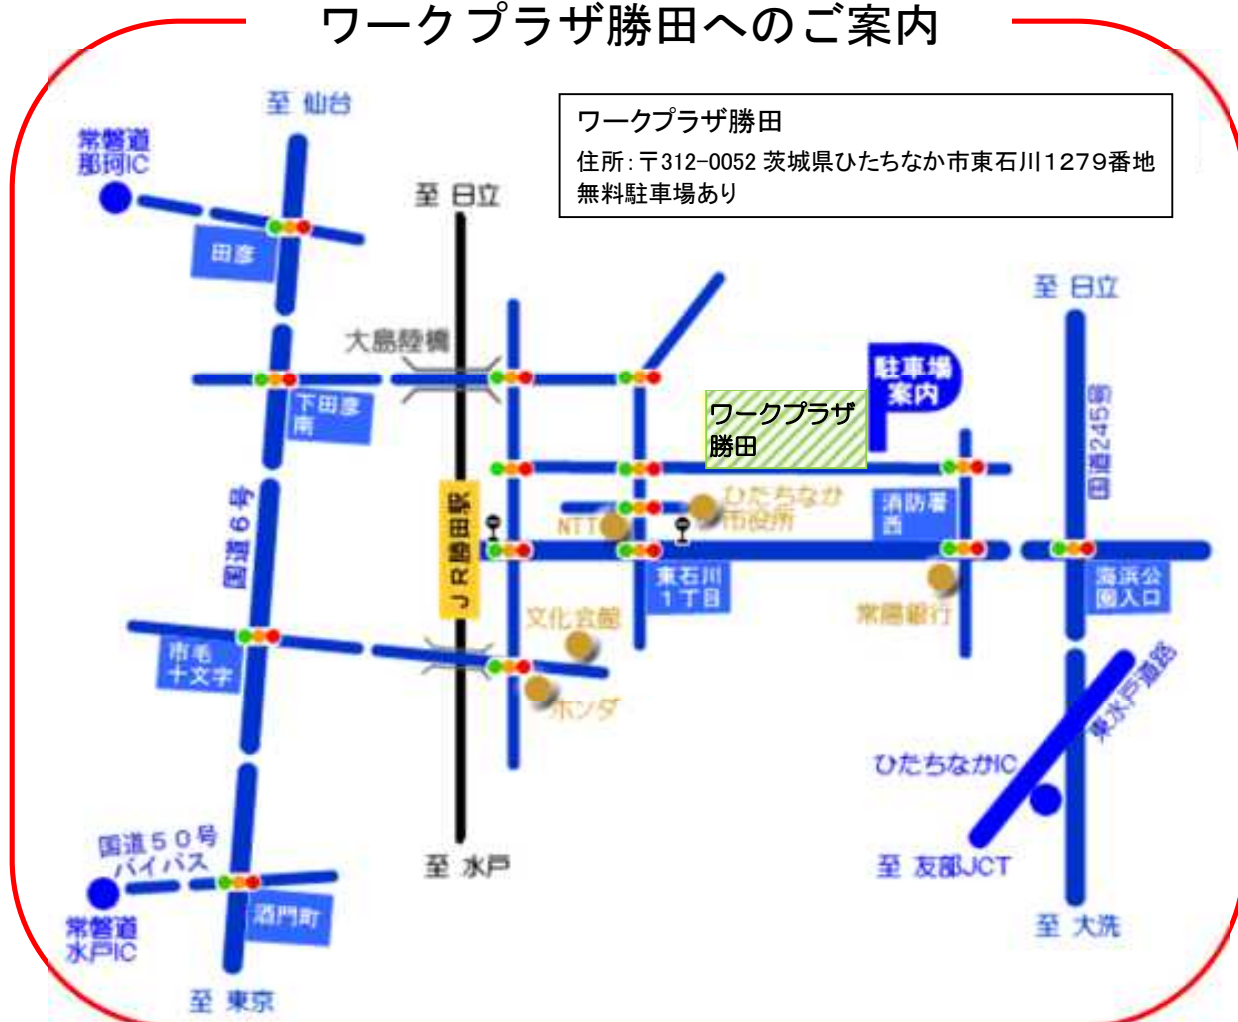 ワークプラザ勝田へのご案内
至 仙台
ワークプラザ勝田
住所：〒312-0052 茨城県ひたちなか市東石川１２７９番地
無料駐車場あり
常磐道
那珂IC
至 日立
田彦
至 日立
大島陸橋
駐車場
案内
下田彦
南
ワークプラザ
勝田
国道245号
国道６号
ＪＲ勝田駅
ひたちなか
市役所
NTT
消防署
西
東石川
１丁目
海浜公
園入口
常陽銀行
文化会館
市毛
十文字
ホンダ
東水戸道路
ひたちなかIC
国道５０号
バイパス
至 水戸
至 友部JCT
酒門町
常磐道
水戸IC
至 大洗
至 東京